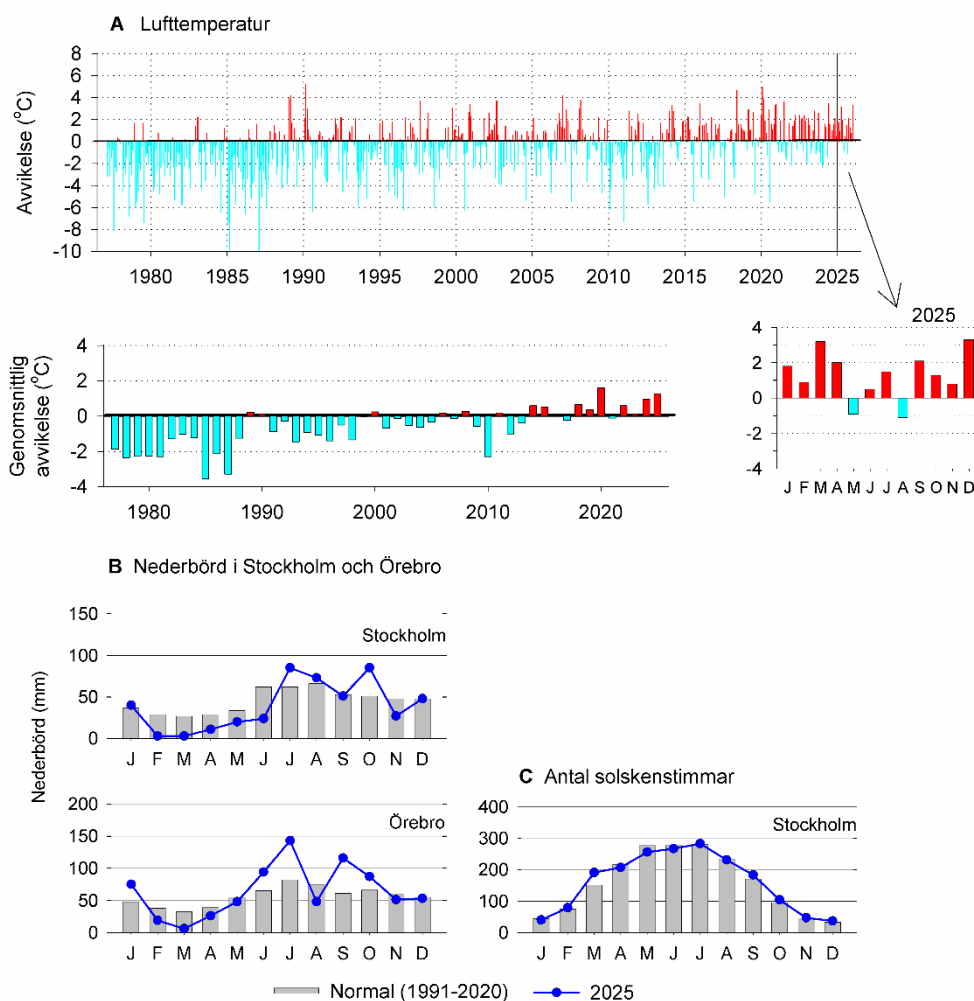 A Lufttemperatur
Avvikelse (°C)
8
6
4
2
0
-2
-4
-6
-8
-10
1980 1985 1990 1995 2000 2005 2010 2015 2020 2025
Genomsnittlig
avvikelse (°C)
4
2
0
-2
-4
1980 1990 2000 2010 2020
2025
4
2
0
-2
-4
J F M A M J J A S O N D
B Nederbörd i Stockholm och Örebro
Nederbörd (mm)
Stockholm
150
100
50
0
J F M A M J J A S O N D
Örebro
200
150
100
50
0
J F M A M J J A S O N D
C Antal solskenstimmar
Stockholm
400
300
200
100
0
J F M A M J J A S O N D
Normal (1991-2020) 2025